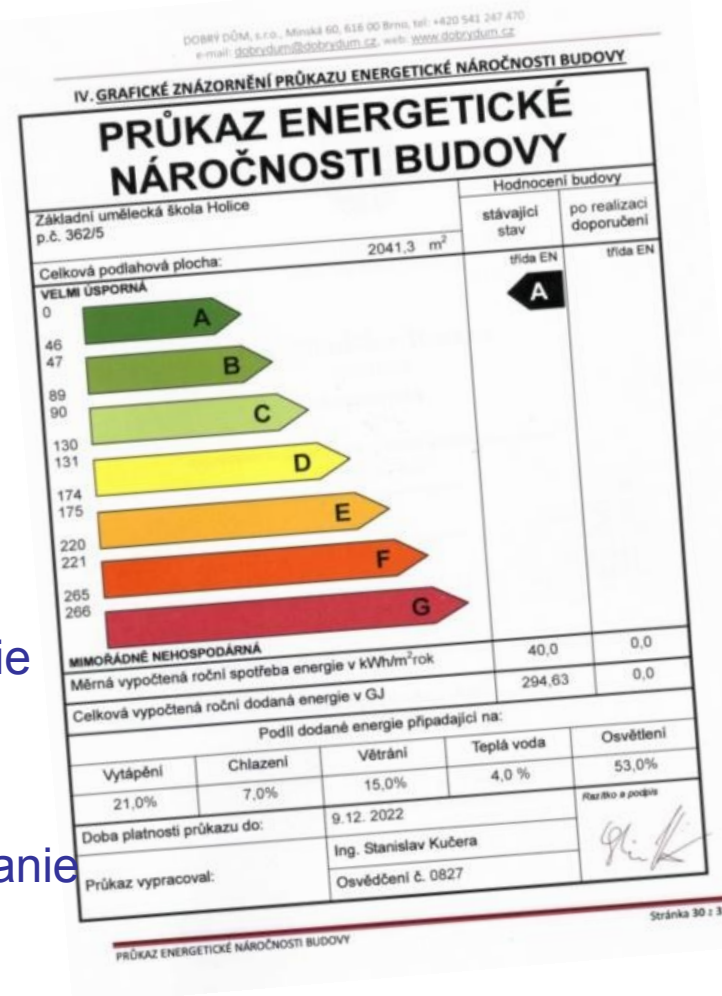 DOBRÝ DŮM, s.r.o., Minská 60, 616 00 Brno, tel: +420 541 247 470
e-mail: dobrydum@dobrydum.cz, web: www.dobrydum.cz
IV. GRAFICKÉ ZNÁZORNĚNÍ PRŮKAZU ENERGETICKÉ NÁROČNOSTI BUDOVY
PRŮKAZ ENERGETICKÉ
NÁROČNOSTI BUDOVY
Základní umělecká škola Holice
p.č. 362/5
Hodnocení budovy
stávající
stav
po realizaci
doporučení
Celková podlahová plocha: 2041,3 m²
třída EN
třída EN
VELMI ÚSPORNÁ
0
A
A
46
47
B
89
90
C
130
131
D
174
175
E
220
221
F
265
266
G
MIMOŘÁDNĚ NEHOSPODÁRNÁ
Měrná vypočtená roční spotřeba energie v kWh/m²rok 40,0 0,0
Celková vypočtená roční dodaná energie v GJ 294,63 0,0
Podíl dodané energie připadající na:
Vytápění Chlazení Větrání Teplá voda Osvětlení
21,0% 7,0% 15,0% 4,0 % 53,0%
Doba platnosti průkazu do: 9.12. 2022
Razítko a podpis
Průkaz vypracoval:
Ing. Stanislav Kučera
Osvědčení č. 0827
PRŮKAZ ENERGETICKÉ NÁROČNOSTI BUDOVY
Stránka 30 z 3
ie
anie